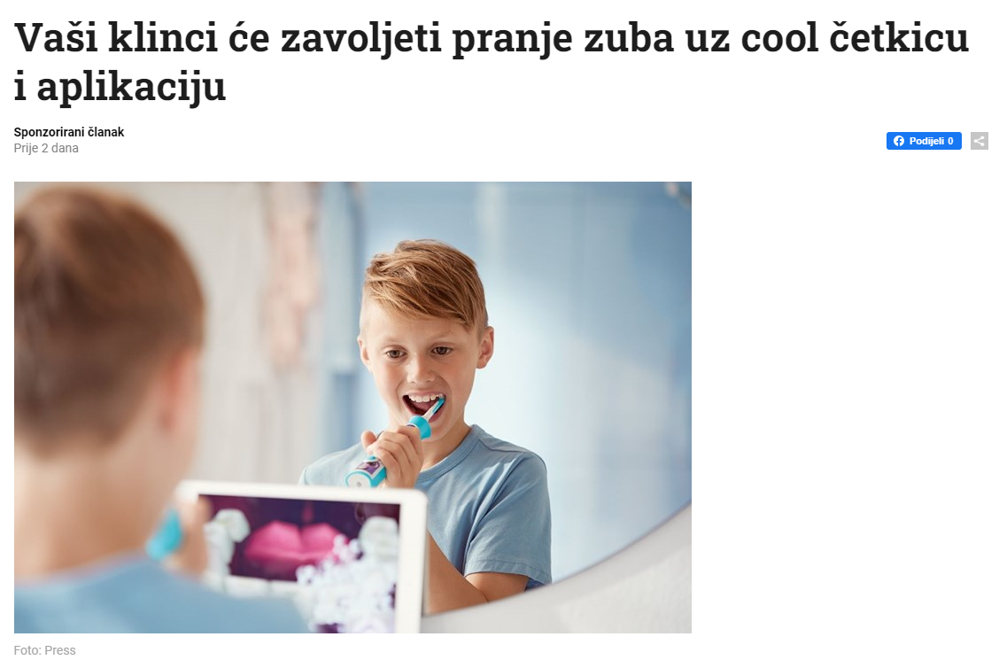 Vaši klinci će zavoljeti pranje zuba uz cool četkicu
i aplikaciju
Sponzorirani članak
Prije 2 dana
Podijeli 0
Foto: Press